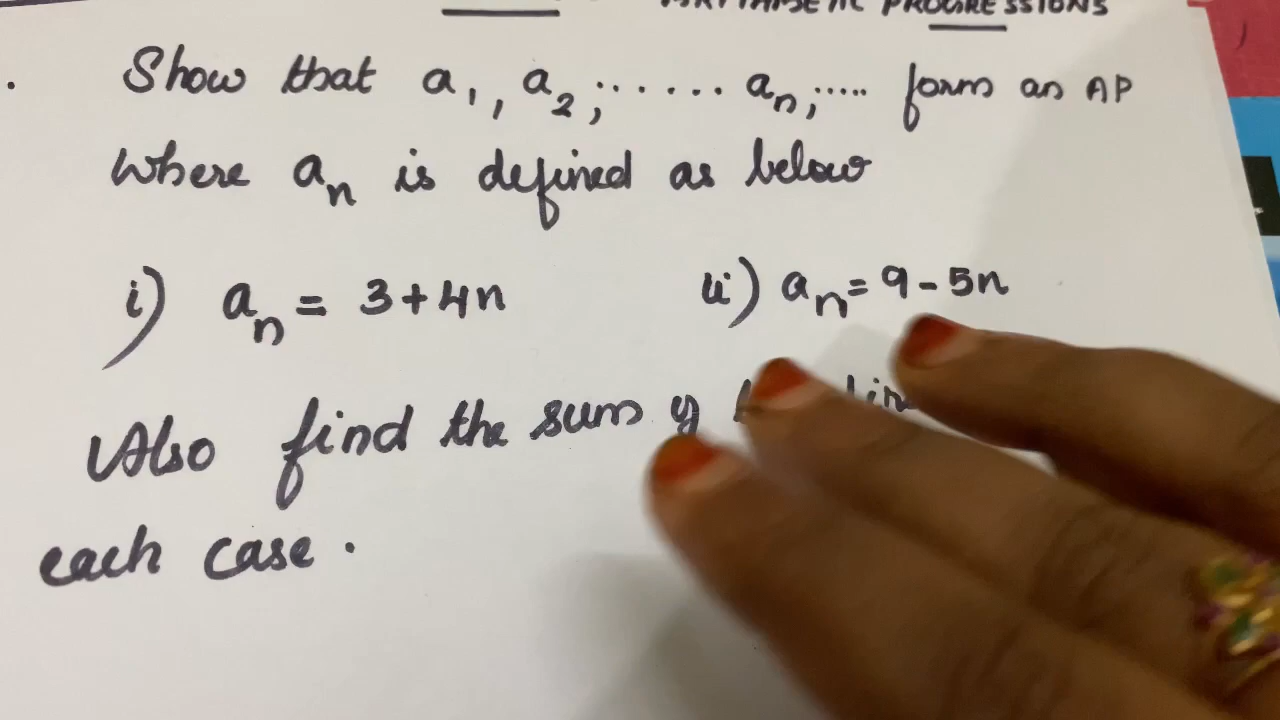 PROGRESSIONS
Show that a₁, a₂, ...... aₙ, ..... form an AP
Where aₙ is defined as below
i) aₙ = 3+4n ii) aₙ = 9-5n
Also find the sum of
each case.